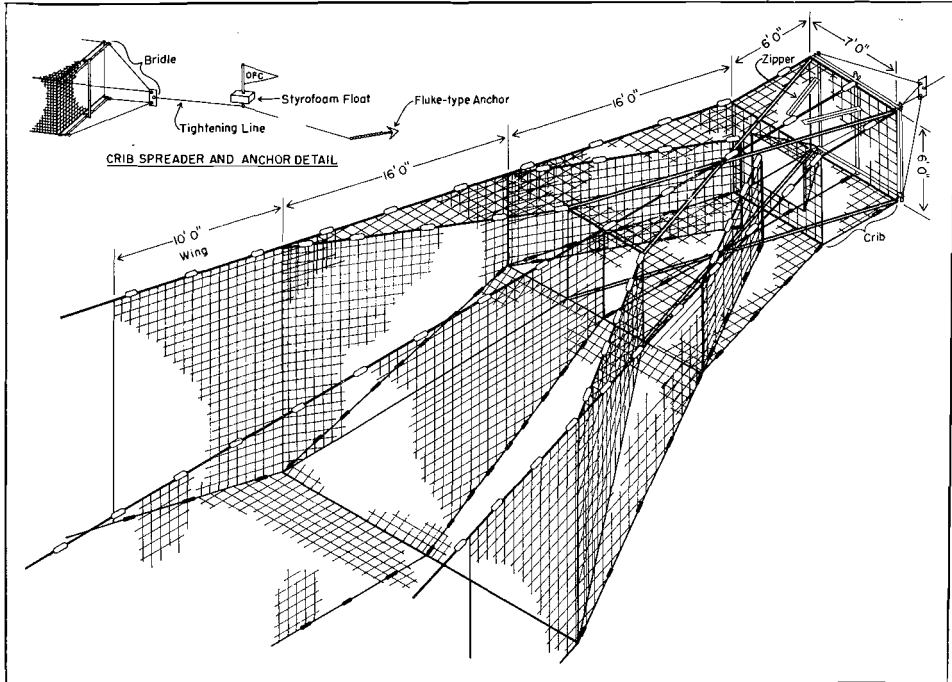 Bridle
OFC
Styrofoam Float
Fluke-type Anchor
Tightening Line
CRIB SPREADER AND ANCHOR DETAIL
10'0"
Wing
16'0"
16'0"
6'0"
7'0"
Zipper
6'0"
Crib